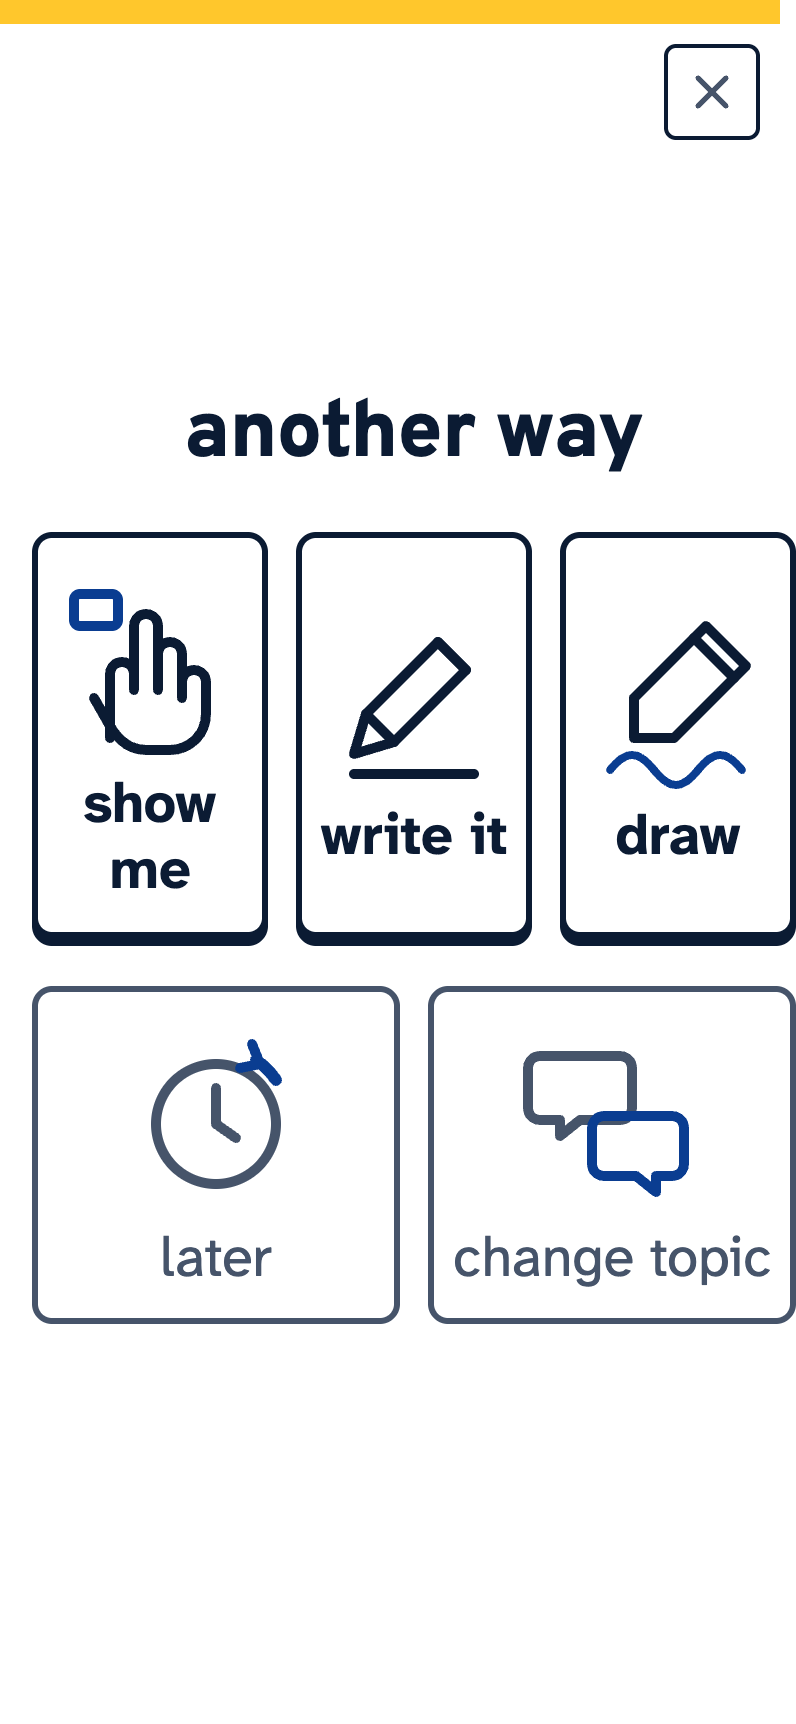 another way
show
me
write it
draw
later
change topic